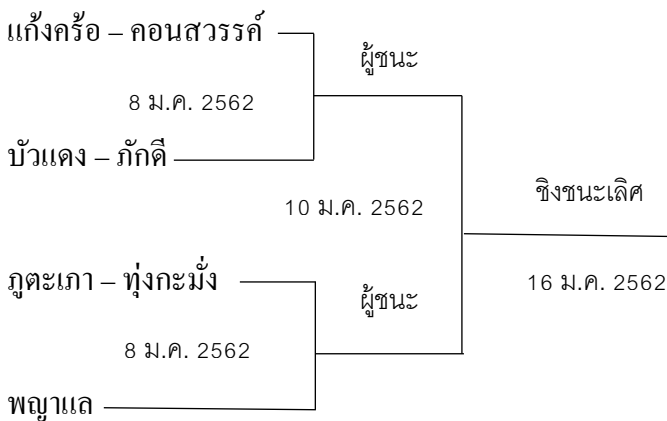 แก้งคร้อ – คอนสวรรค์
ผู้ชนะ
8 ม.ค. 2562
บัวแดง – ภักดี
ชิงชนะเลิศ
10 ม.ค. 2562
ภูตะเภา – ทุ่งกะมั่ง
16 ม.ค. 2562
ผู้ชนะ
8 ม.ค. 2562
พญาแล